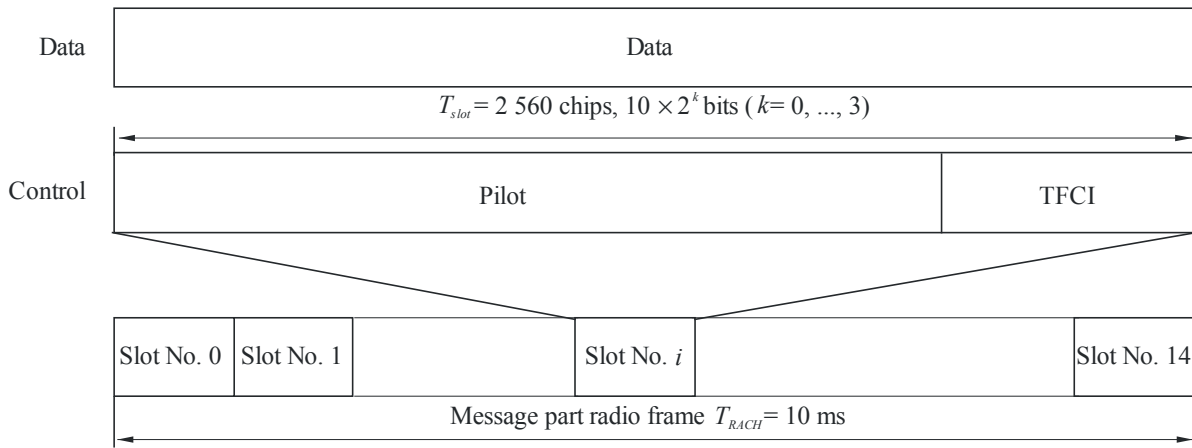 Data
Data
T_slot = 2 560 chips, 10 × 2^k bits (k = 0, ..., 3)
Control
Pilot
TFCI
Slot No. 0
Slot No. 1
Slot No. i
Slot No. 14
Message part radio frame T_RACH = 10 ms